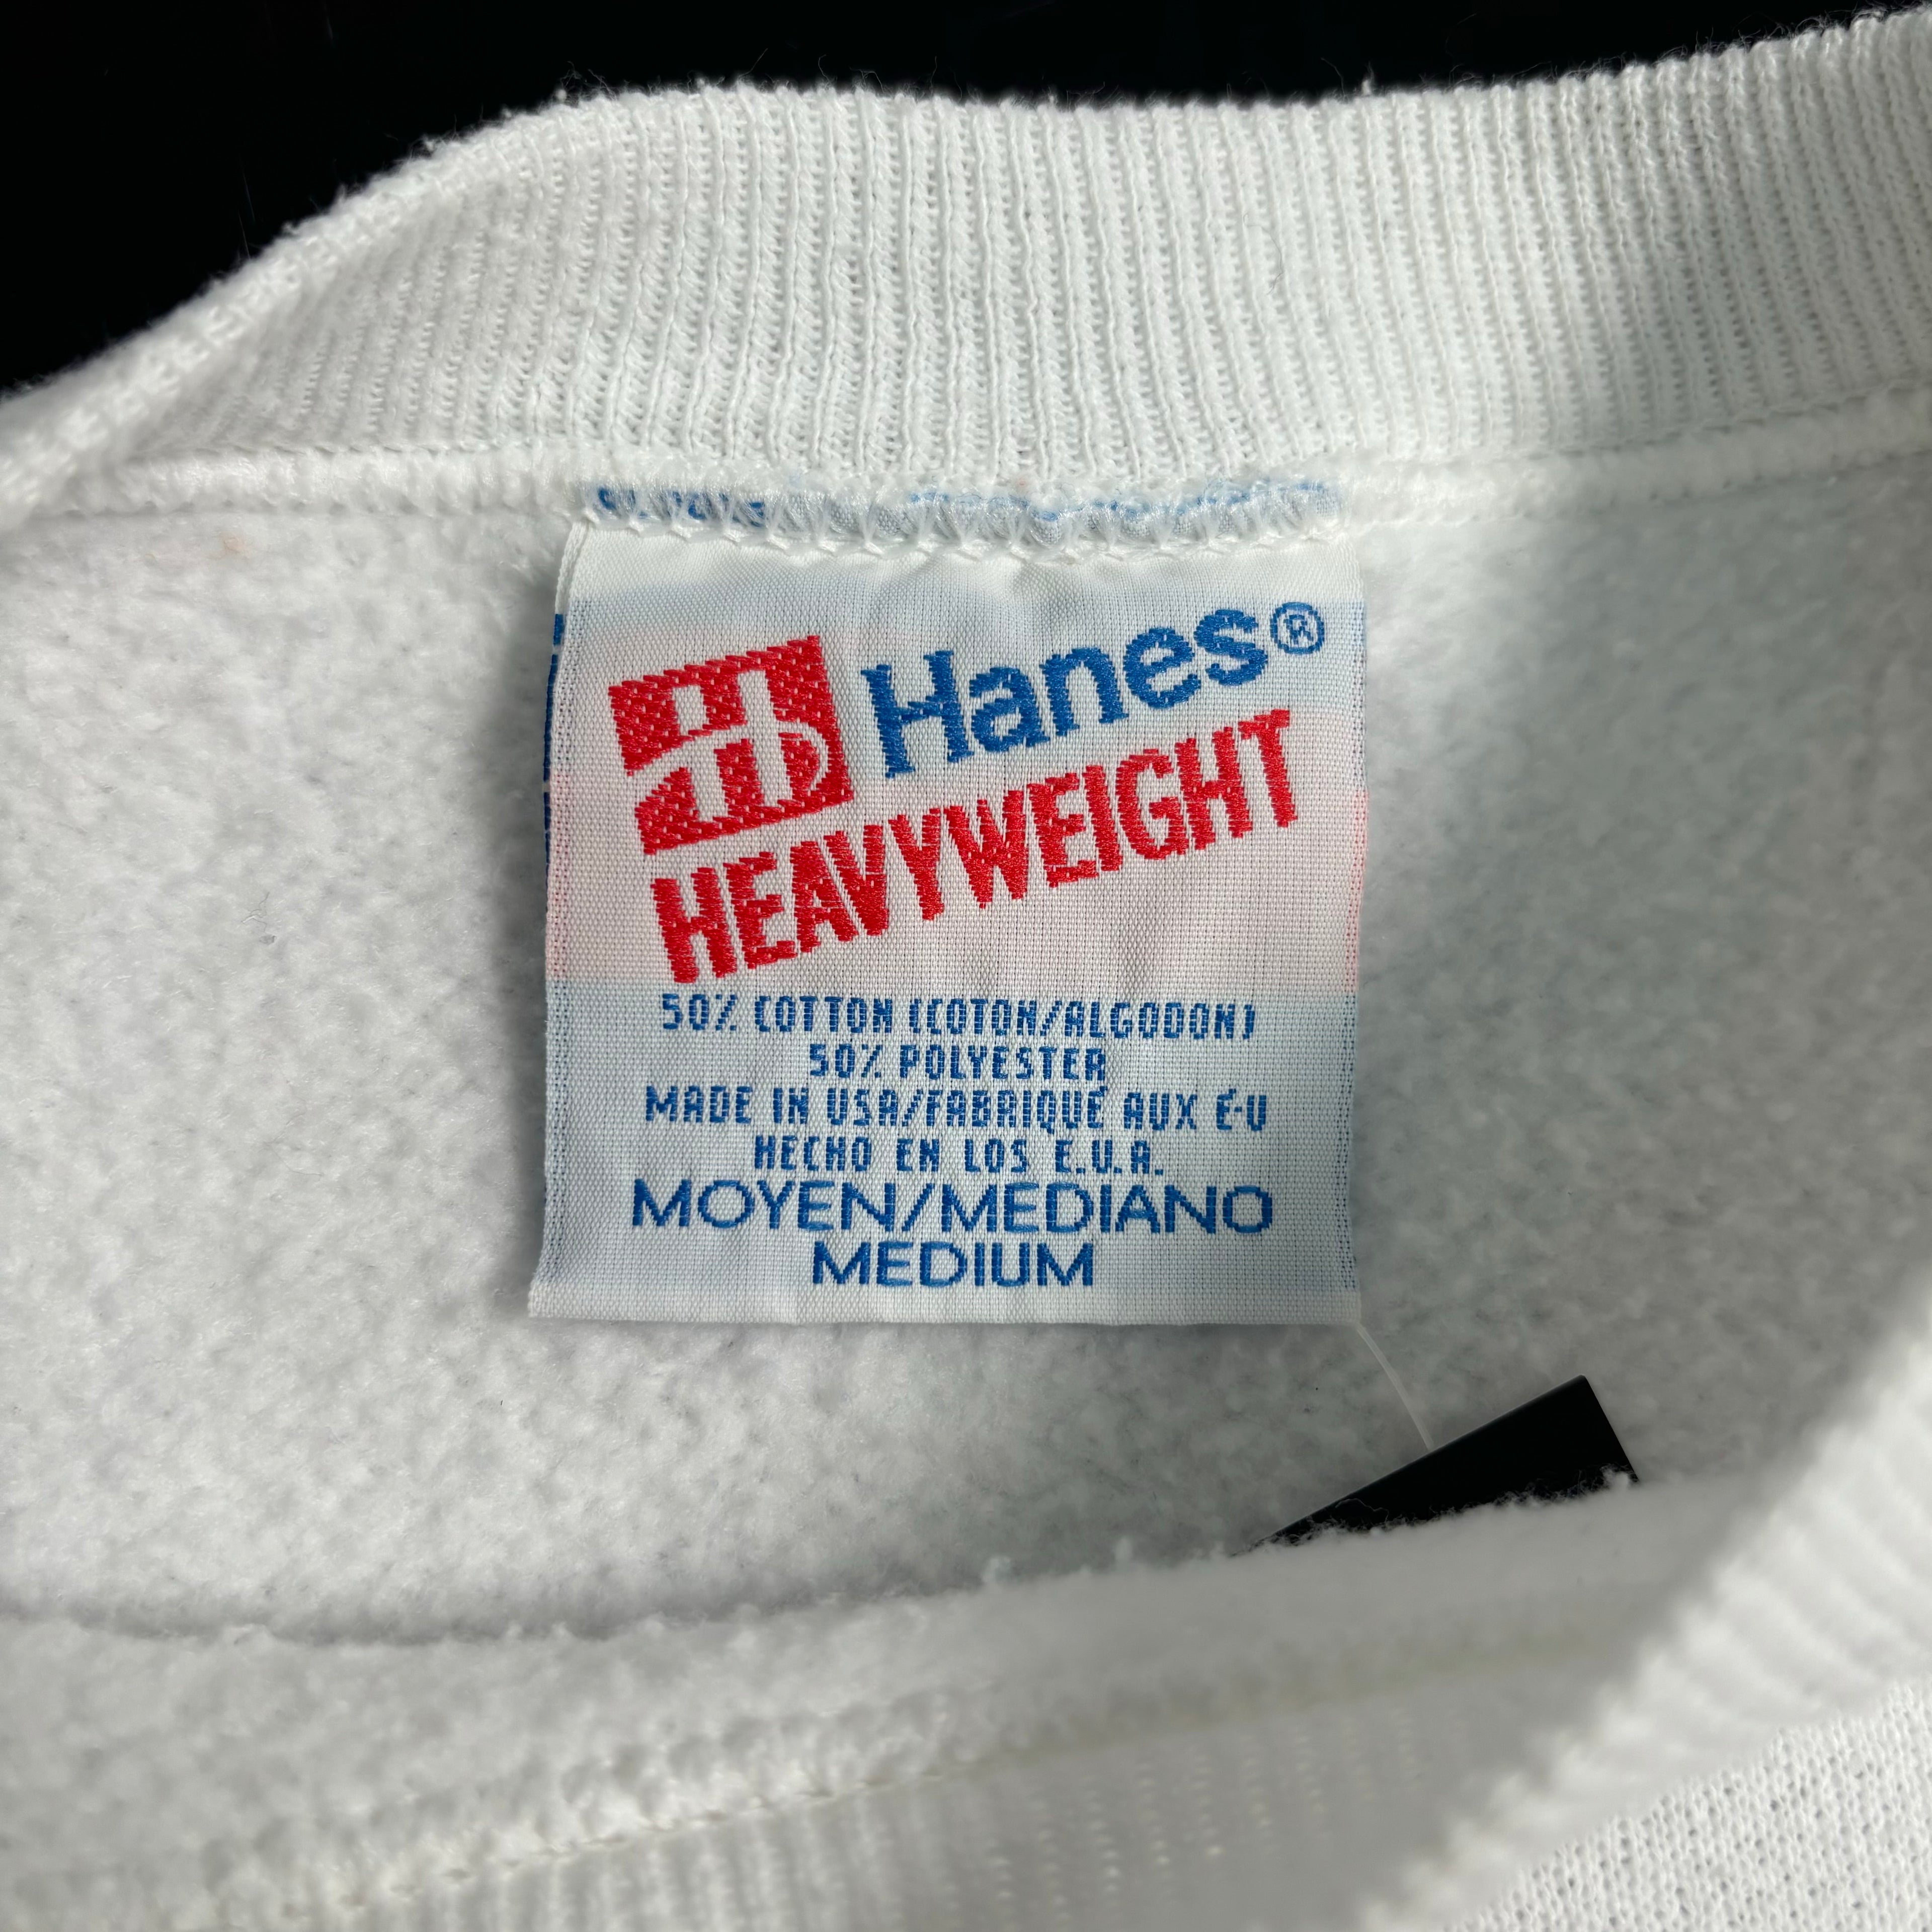 Hanes®
HEAVYWEIGHT
50% COTTON (COTON/ALGODON)
50% POLYESTER
MADE IN USA/FABRIQUÉ AUX É-U
HECHO EN LOS E.U.A.
MOYEN/MEDIANO
MEDIUM